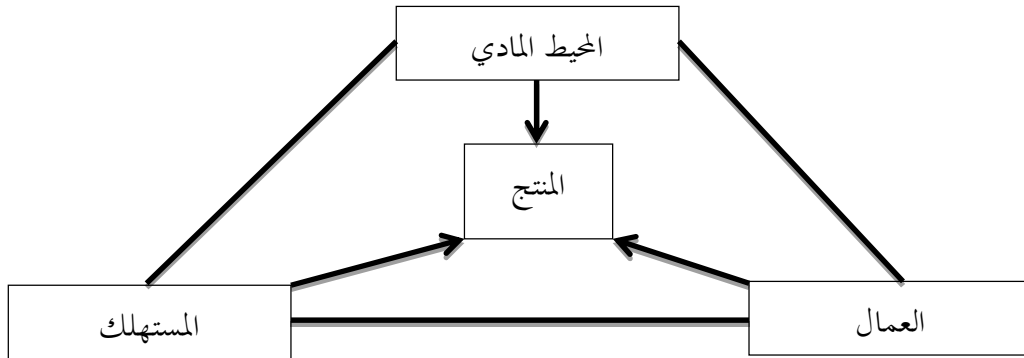 المحيط المادي
المنتج
العمال
المستهلك